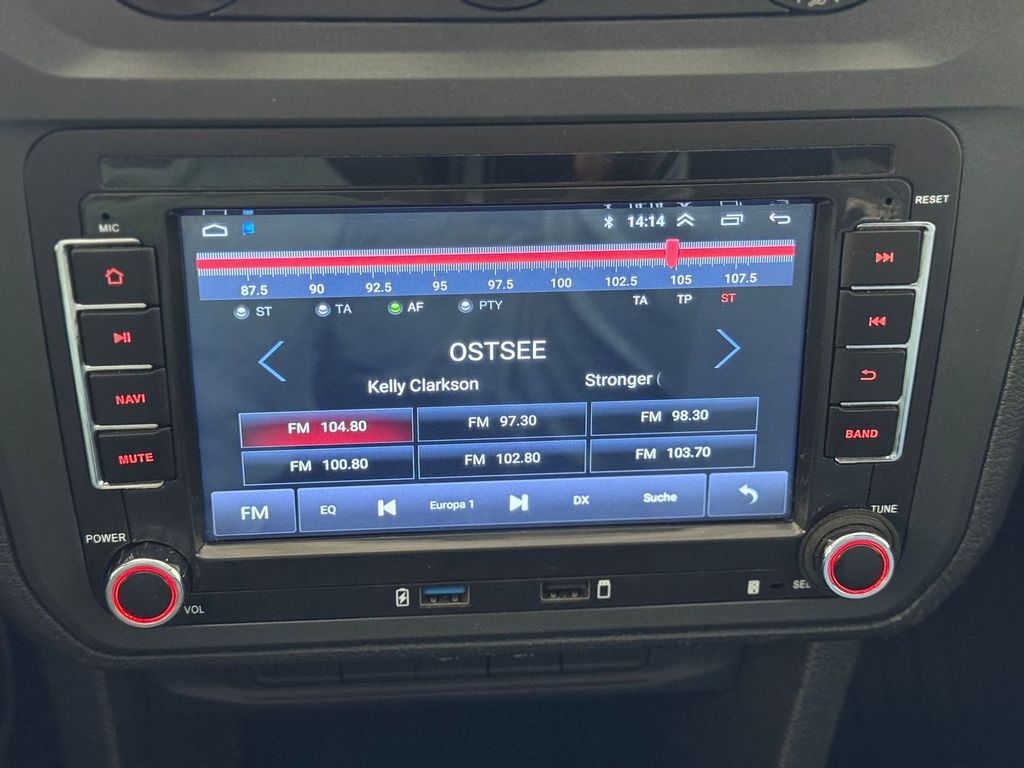 RESET
MIC
14:14
87.5 90 92.5 95 97.5 100 102.5 105 107.5
ST TA AF PTY TA TP ST
OSTSEE
Kelly Clarkson Stronger (
FM 104.80 FM 97.30 FM 98.30
FM 100.80 FM 102.80 FM 103.70
FM EQ Europa 1 DX Suche
NAVI
MUTE
BAND
POWER
VOL
TUNE
SEL